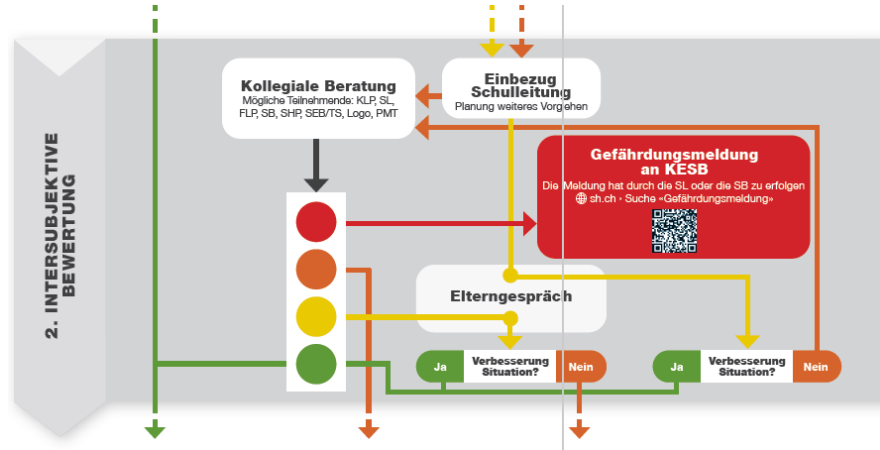 2. INTERSUBJEKTIVE
BEWERTUNG
Kollegiale Beratung
Mögliche Teilnehmende: KLP, SL,
FLP, SB, SHP, SEB/TS, Logo, PMT
Einbezug
Schulleitung
Planung weiteres Vorgehen
Gefährdungsmeldung
an KESB
Die Meldung hat durch die SL oder die SB zu erfolgen
sh.ch › Suche «Gefährdungsmeldung»
Elterngespräch
Ja
Verbesserung
Situation?
Nein
Ja
Verbesserung
Situation?
Nein